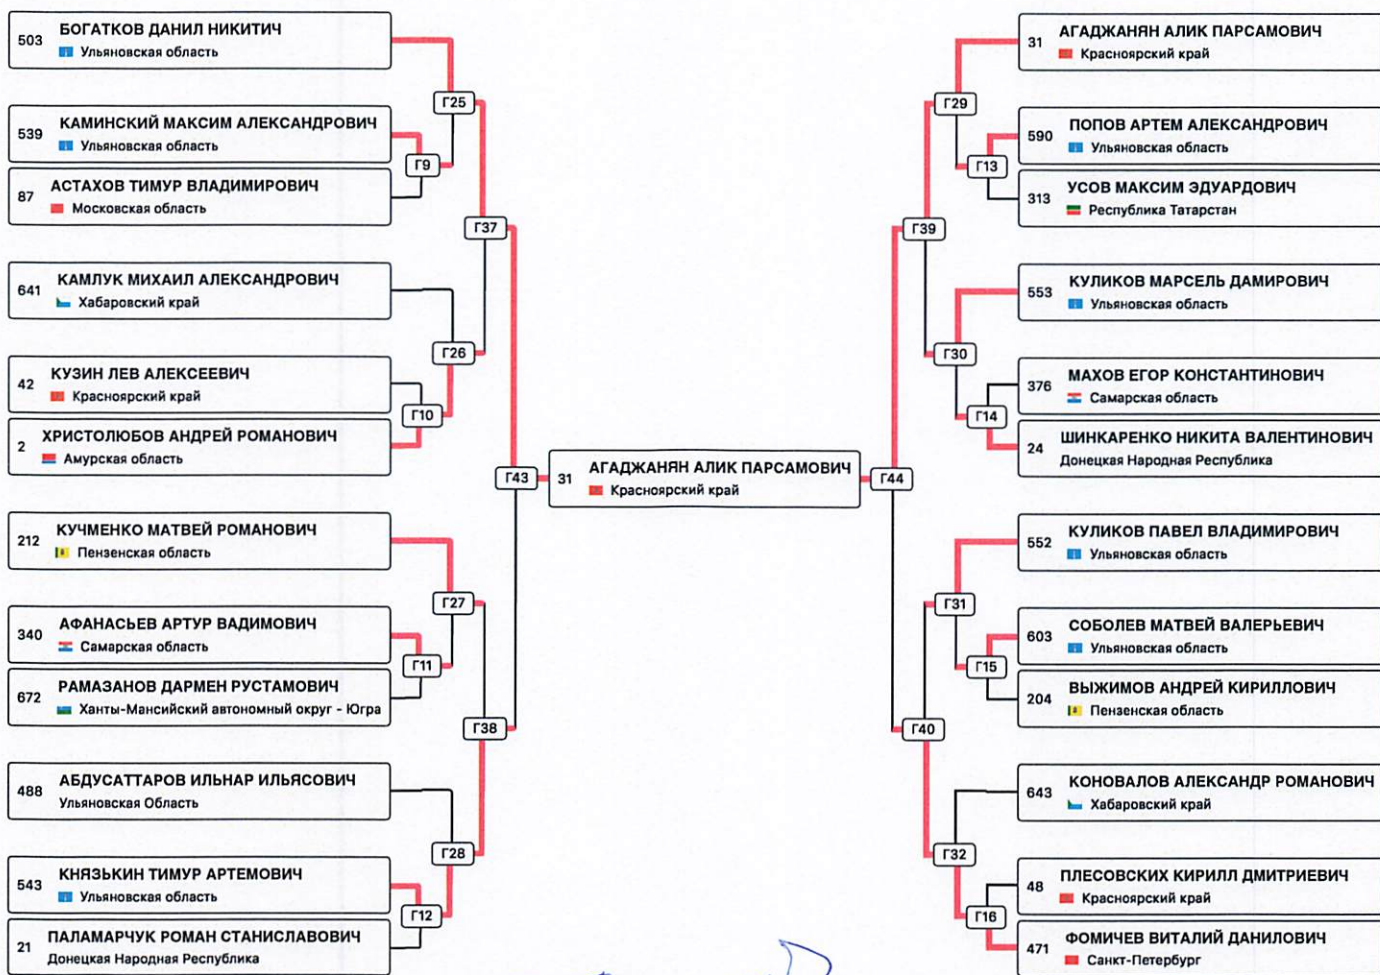 503 БОГАТКОВ ДАНИЛ НИКИТИЧ
Ульяновская область
Г25
539 КАМИНСКИЙ МАКСИМ АЛЕКСАНДРОВИЧ
Ульяновская область
Г9
87 АСТАХОВ ТИМУР ВЛАДИМИРОВИЧ
Московская область
Г37
641 КАМЛУК МИХАИЛ АЛЕКСАНДРОВИЧ
Хабаровский край
Г26
42 КУЗИН ЛЕВ АЛЕКСЕЕВИЧ
Красноярский край
Г10
2 ХРИСТОЛЮБОВ АНДРЕЙ РОМАНОВИЧ
Амурская область
Г43
212 КУЧМЕНКО МАТВЕЙ РОМАНОВИЧ
Пензенская область
Г27
340 АФАНАСЬЕВ АРТУР ВАДИМОВИЧ
Самарская область
Г11
672 РАМАЗАНОВ ДАРМЕН РУСТАМОВИЧ
Ханты-Мансийский автономный округ - Югра
Г38
488 АБДУСАТТАРОВ ИЛЬНАР ИЛЬЯСОВИЧ
Ульяновская Область
Г28
543 КНЯЗЬКИН ТИМУР АРТЕМОВИЧ
Ульяновская область
Г12
21 ПАЛАМАРЧУК РОМАН СТАНИСЛАВОВИЧ
Донецкая Народная Республика
31 АГАДЖАНЯН АЛИК ПАРСАМОВИЧ
Красноярский край
31 АГАДЖАНЯН АЛИК ПАРСАМОВИЧ
Красноярский край
Г29
590 ПОПОВ АРТЕМ АЛЕКСАНДРОВИЧ
Ульяновская область
Г13
313 УСОВ МАКСИМ ЭДУАРДОВИЧ
Республика Татарстан
Г39
553 КУЛИКОВ МАРСЕЛЬ ДАМИРОВИЧ
Ульяновская область
Г30
376 МАХОВ ЕГОР КОНСТАНТИНОВИЧ
Самарская область
Г14
24 ШИНКАРЕНКО НИКИТА ВАЛЕНТИНОВИЧ
Донецкая Народная Республика
Г44
552 КУЛИКОВ ПАВЕЛ ВЛАДИМИРОВИЧ
Ульяновская область
Г31
603 СОБОЛЕВ МАТВЕЙ ВАЛЕРЬЕВИЧ
Ульяновская область
Г15
204 ВЫЖИМОВ АНДРЕЙ КИРИЛЛОВИЧ
Пензенская область
Г40
643 КОНОВАЛОВ АЛЕКСАНДР РОМАНОВИЧ
Хабаровский край
Г32
48 ПЛЕСОВСКИХ КИРИЛЛ ДМИТРИЕВИЧ
Красноярский край
Г16
471 ФОМИЧЕВ ВИТАЛИЙ ДАНИЛОВИЧ
Санкт-Петербург